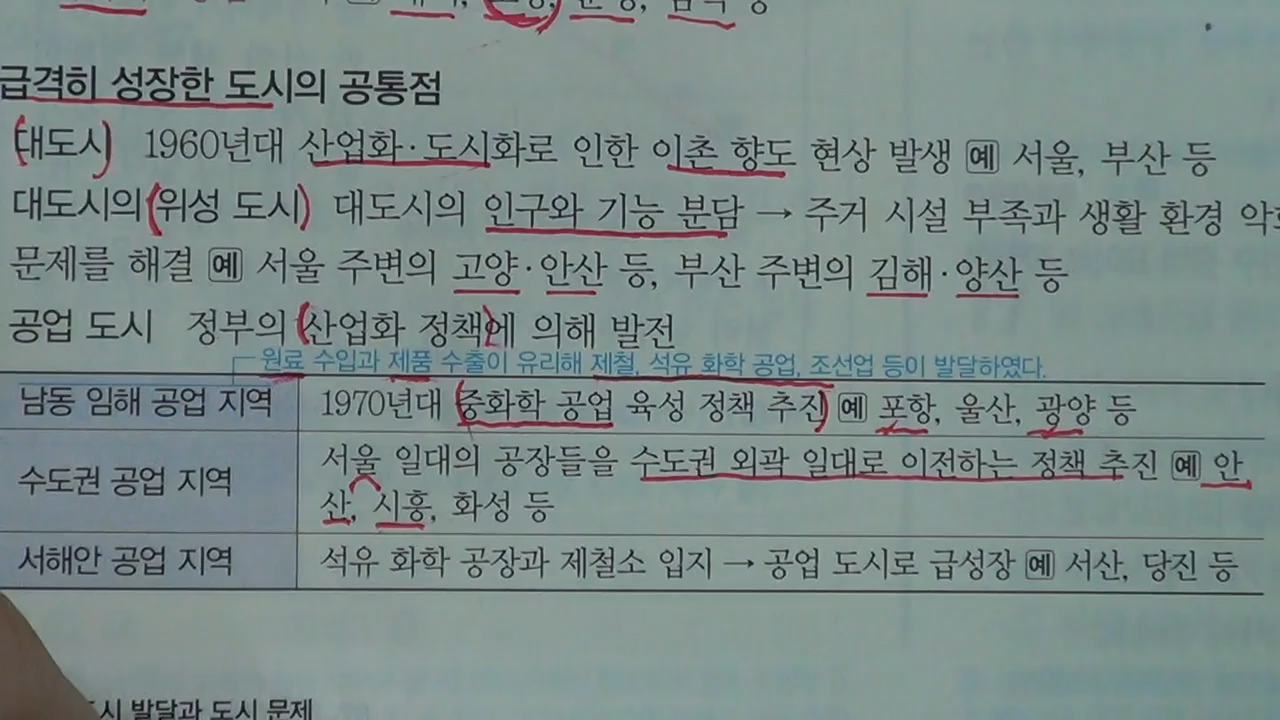 급격히 성장한 도시의 공통점
대도시 1960년대 산업화·도시화로 인한 이촌 향도 현상 발생 예 서울, 부산 등
대도시의 위성 도시 대도시의 인구와 기능 분담 → 주거 시설 부족과 생활 환경
문제를 해결 예 서울 주변의 고양·안산 등, 부산 주변의 김해·양산 등
공업 도시 정부의 산업화 정책에 의해 발전
원료 수입과 제품 수출이 유리해 제철, 석유 화학 공업, 조선업 등이 발달하였다.
남동 임해 공업 지역 1970년대 중화학 공업 육성 정책 추진 예 포항, 울산, 광양 등
수도권 공업 지역 서울 일대의 공장들을 수도권 외곽 일대로 이전하는 정책 추진 예 안
산, 시흥, 화성 등
서해안 공업 지역 석유 화학 공장과 제철소 입지 → 공업 도시로 급성장 예 서산, 당진 등
발달과 도시 문제